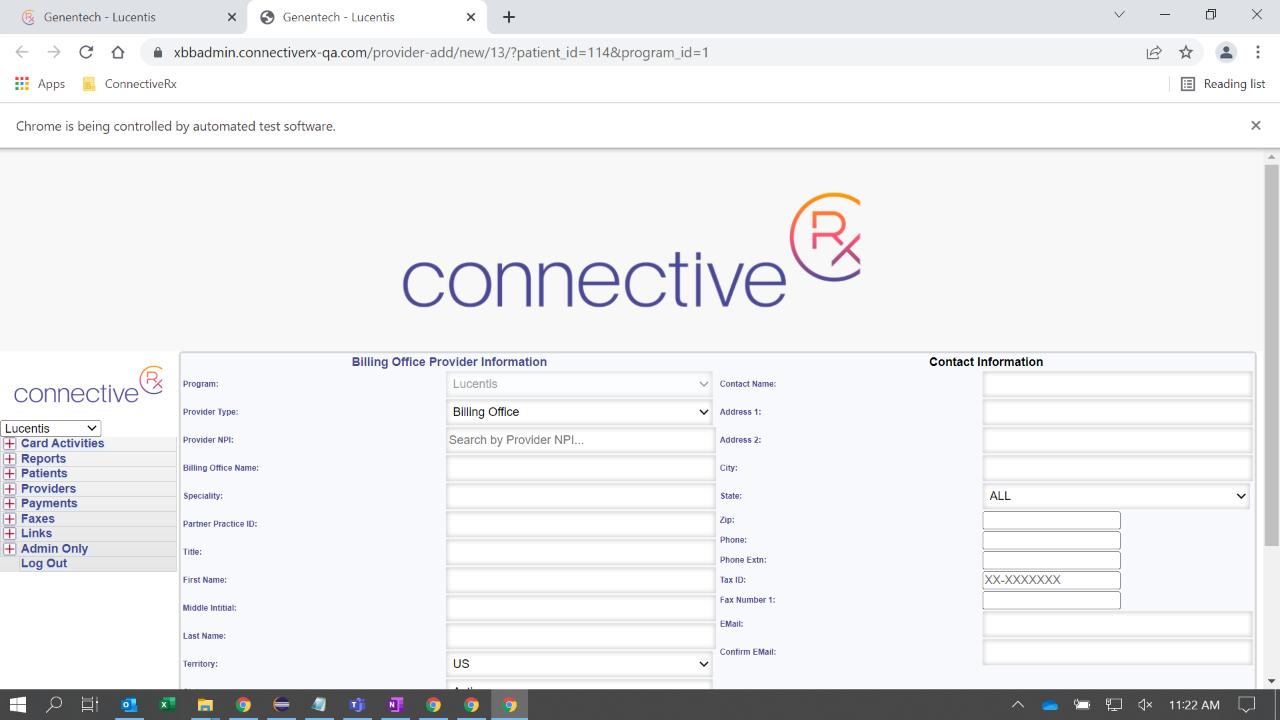 Genentech - Lucentis
Genentech - Lucentis
xbbadmin.connectiverx-qa.com/provider-add/new/13/?patient_id=114&program_id=1
Apps
ConnectiveRx
Reading list
Chrome is being controlled by automated test software.
connective Rx
connective Rx
Lucentis
Card Activities
Reports
Patients
Providers
Payments
Faxes
Links
Admin Only
Log Out
Billing Office Provider Information
Program: Lucentis
Provider Type: Billing Office
Provider NPI: Search by Provider NPI...
Billing Office Name:
Speciality:
Partner Practice ID:
Title:
First Name:
Middle Intitial:
Last Name:
Territory: US
Contact Information
Contact Name:
Address 1:
Address 2:
City:
State: ALL
Zip:
Phone:
Phone Extn:
Tax ID: XX-XXXXXXX
Fax Number 1:
EMail:
Confirm EMail:
11:22 AM